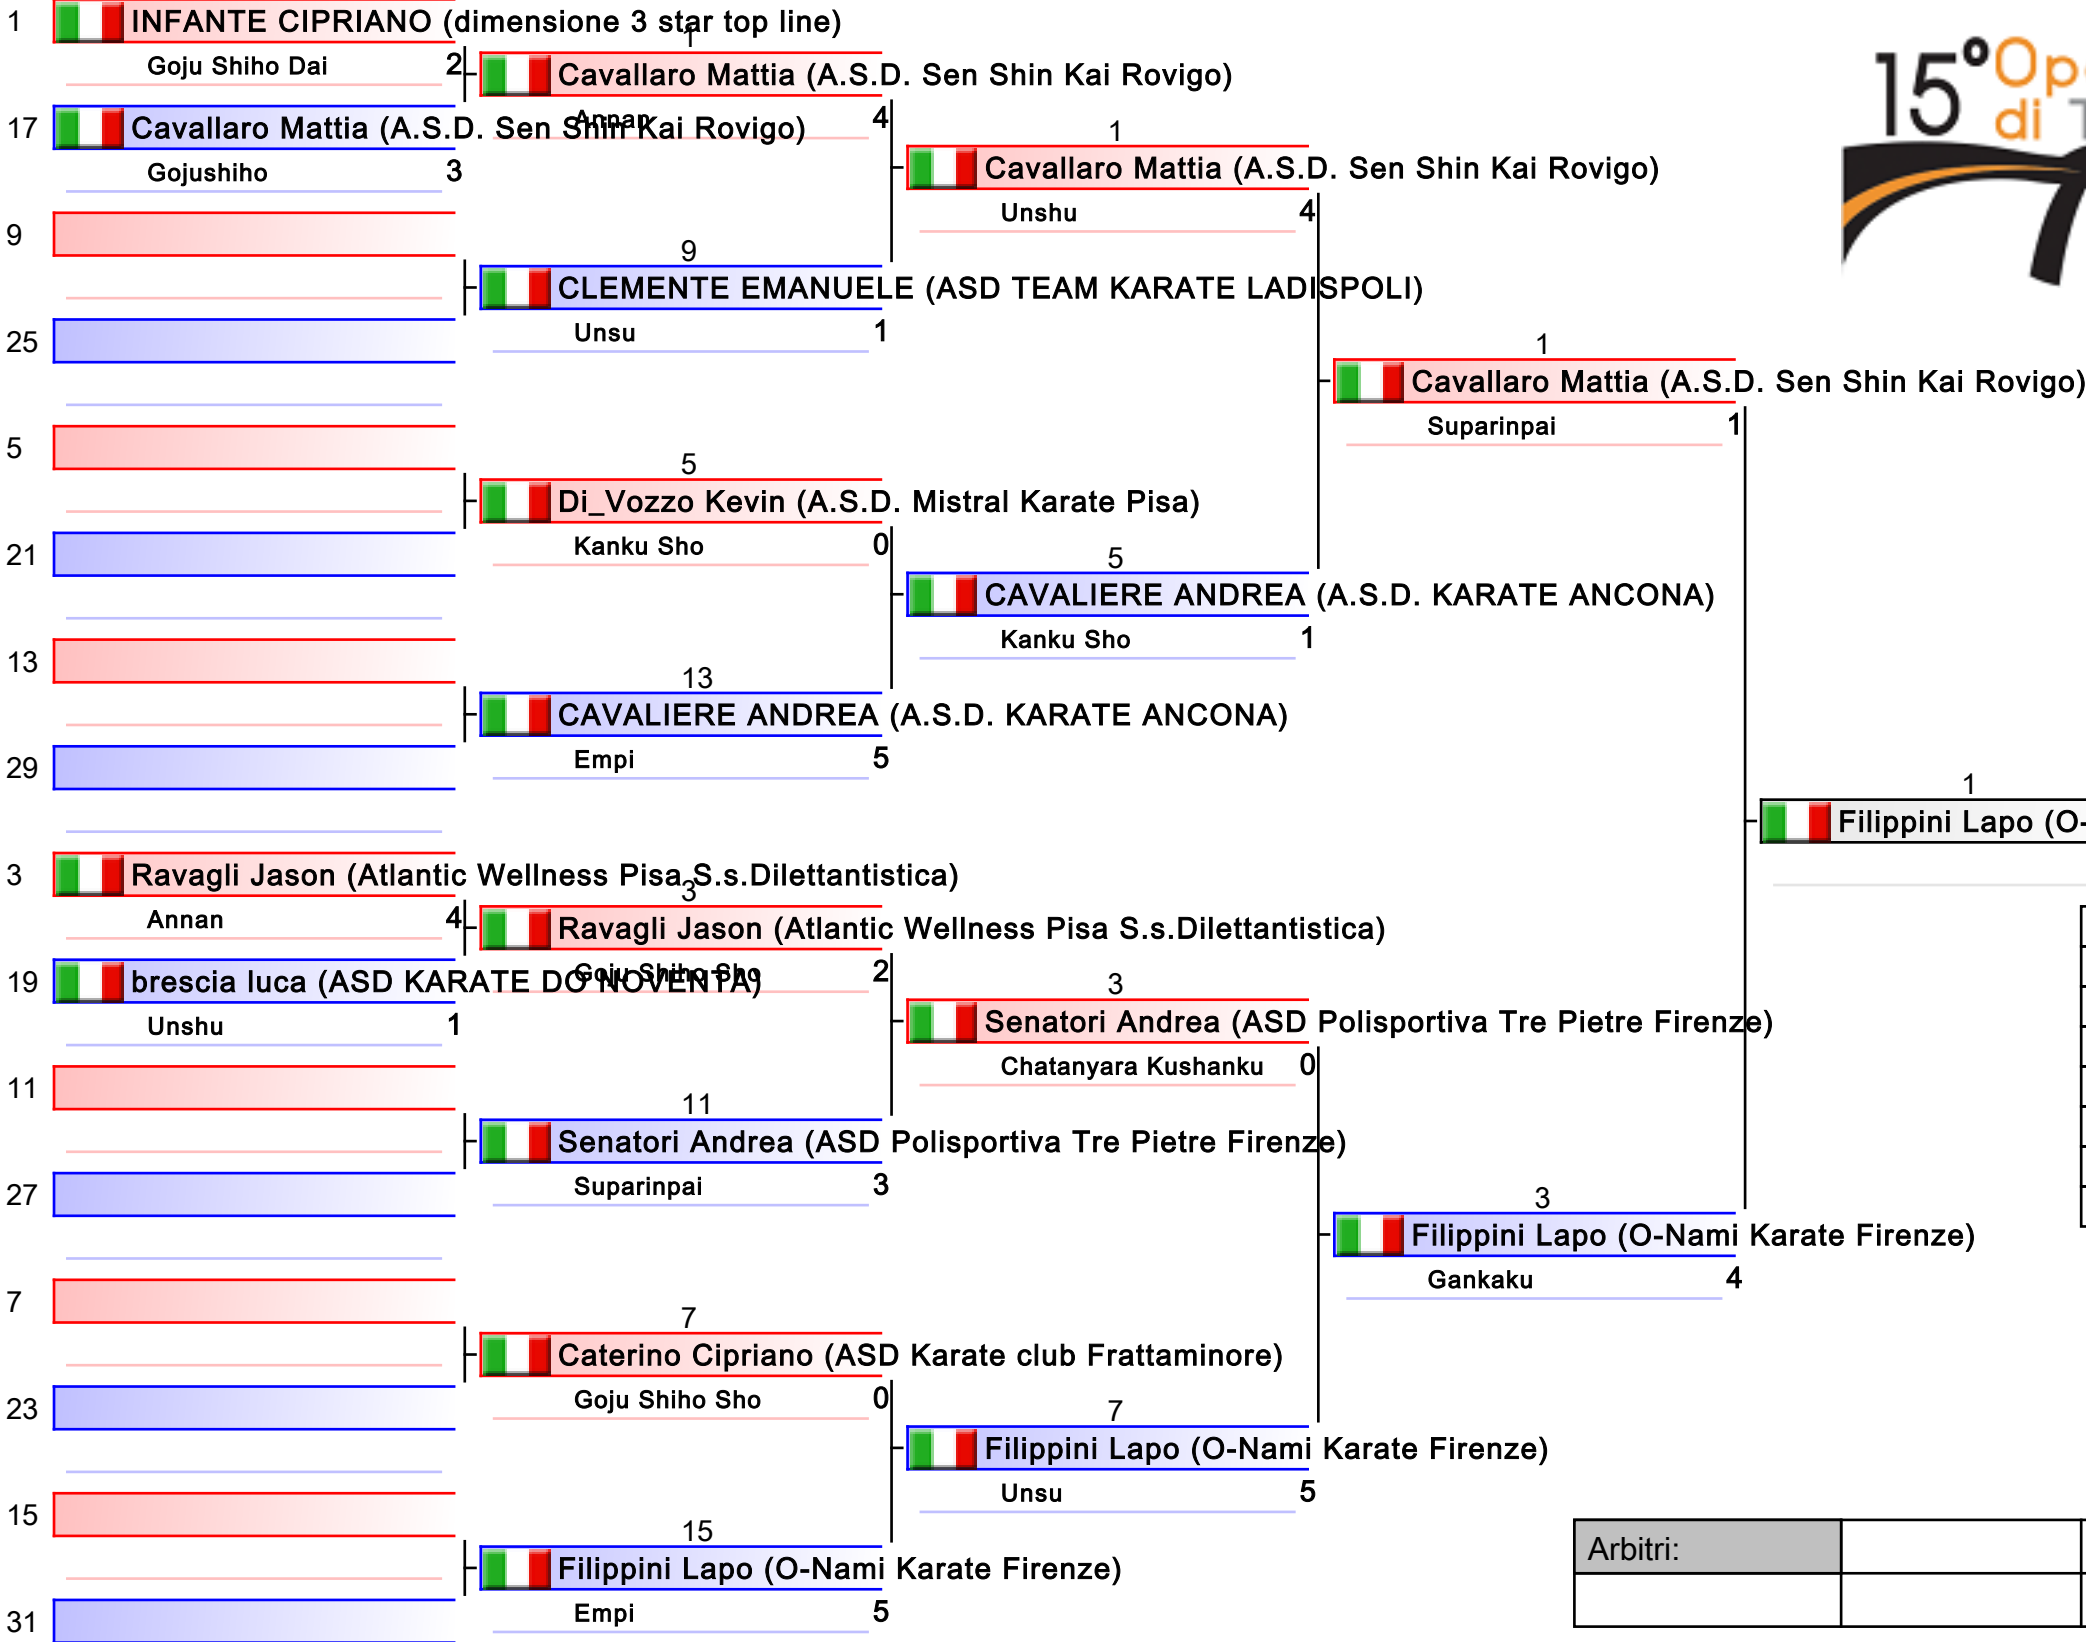 1 INFANTE CIPRIANO (dimensione 3 star top line)
Goju Shiho Dai 2
17 Cavallaro Mattia (A.S.D. Sen Shin Kai Rovigo)
Gojushiho 3
9
25
5
21
13
29
3 Ravagli Jason (Atlantic Wellness Pisa S.s.Dilettantistica)
Annan 4
19 brescia luca (ASD KARATE DO NOVENTA)
Unshu 1
11
27
7
23
15
31
1
Cavallaro Mattia (A.S.D. Sen Shin Kai Rovigo)
Annan 4
9
CLEMENTE EMANUELE (ASD TEAM KARATE LADISPOLI)
Unsu 1
5
Di_Vozzo Kevin (A.S.D. Mistral Karate Pisa)
Kanku Sho 0
13
CAVALIERE ANDREA (A.S.D. KARATE ANCONA)
Empi 5
3
Ravagli Jason (Atlantic Wellness Pisa S.s.Dilettantistica)
Goju Shiho Sho 2
11
Senatori Andrea (ASD Polisportiva Tre Pietre Firenze)
Suparinpai 3
7
Caterino Cipriano (ASD Karate club Frattaminore)
Goju Shiho Sho 0
15
Filippini Lapo (O-Nami Karate Firenze)
Empi 5
1
Cavallaro Mattia (A.S.D. Sen Shin Kai Rovigo)
Unshu 4
5
CAVALIERE ANDREA (A.S.D. KARATE ANCONA)
Kanku Sho 1
3
Senatori Andrea (ASD Polisportiva Tre Pietre Firenze)
Chatanyara Kushanku 0
7
Filippini Lapo (O-Nami Karate Firenze)
Unsu 5
1
Cavallaro Mattia (A.S.D. Sen Shin Kai Rovigo)
Suparinpai 1
3
Filippini Lapo (O-Nami Karate Firenze)
Gankaku 4
1
Filippini Lapo (O-
15° Op
di T
Arbitri: